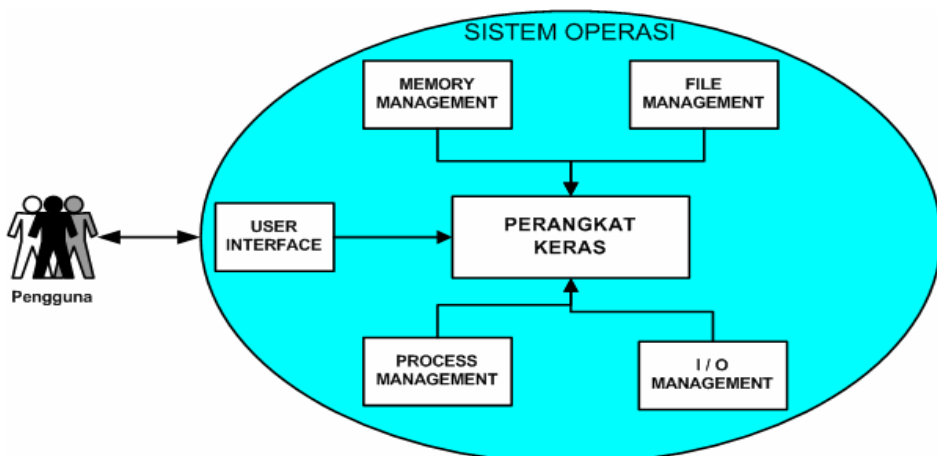 SISTEM OPERASI
MEMORY
MANAGEMENT
FILE
MANAGEMENT
USER
INTERFACE
PERANGKAT
KERAS
Pengguna
PROCESS
MANAGEMENT
I / O
MANAGEMENT